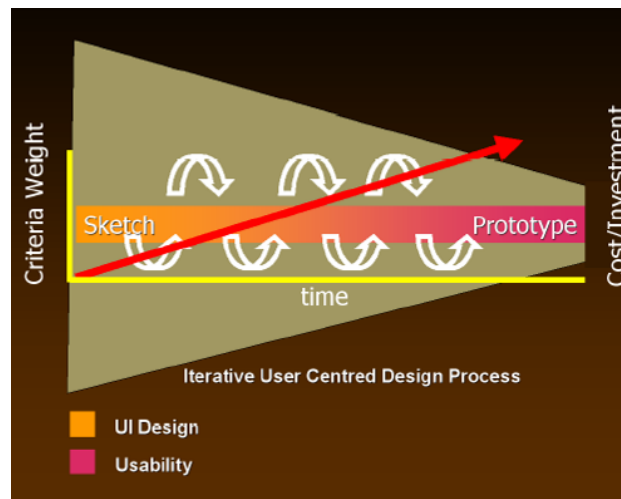 Criteria Weight
Sketch
Prototype
time
Cost/Investment
Iterative User Centred Design Process
UI Design
Usability